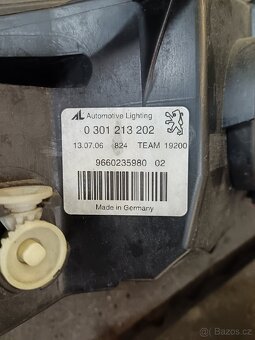 AL Automotive Lighting
0 301 213 202
13.07.06 824 TEAM 19200
9660235980 02
Made in Germany
sbazos.cz